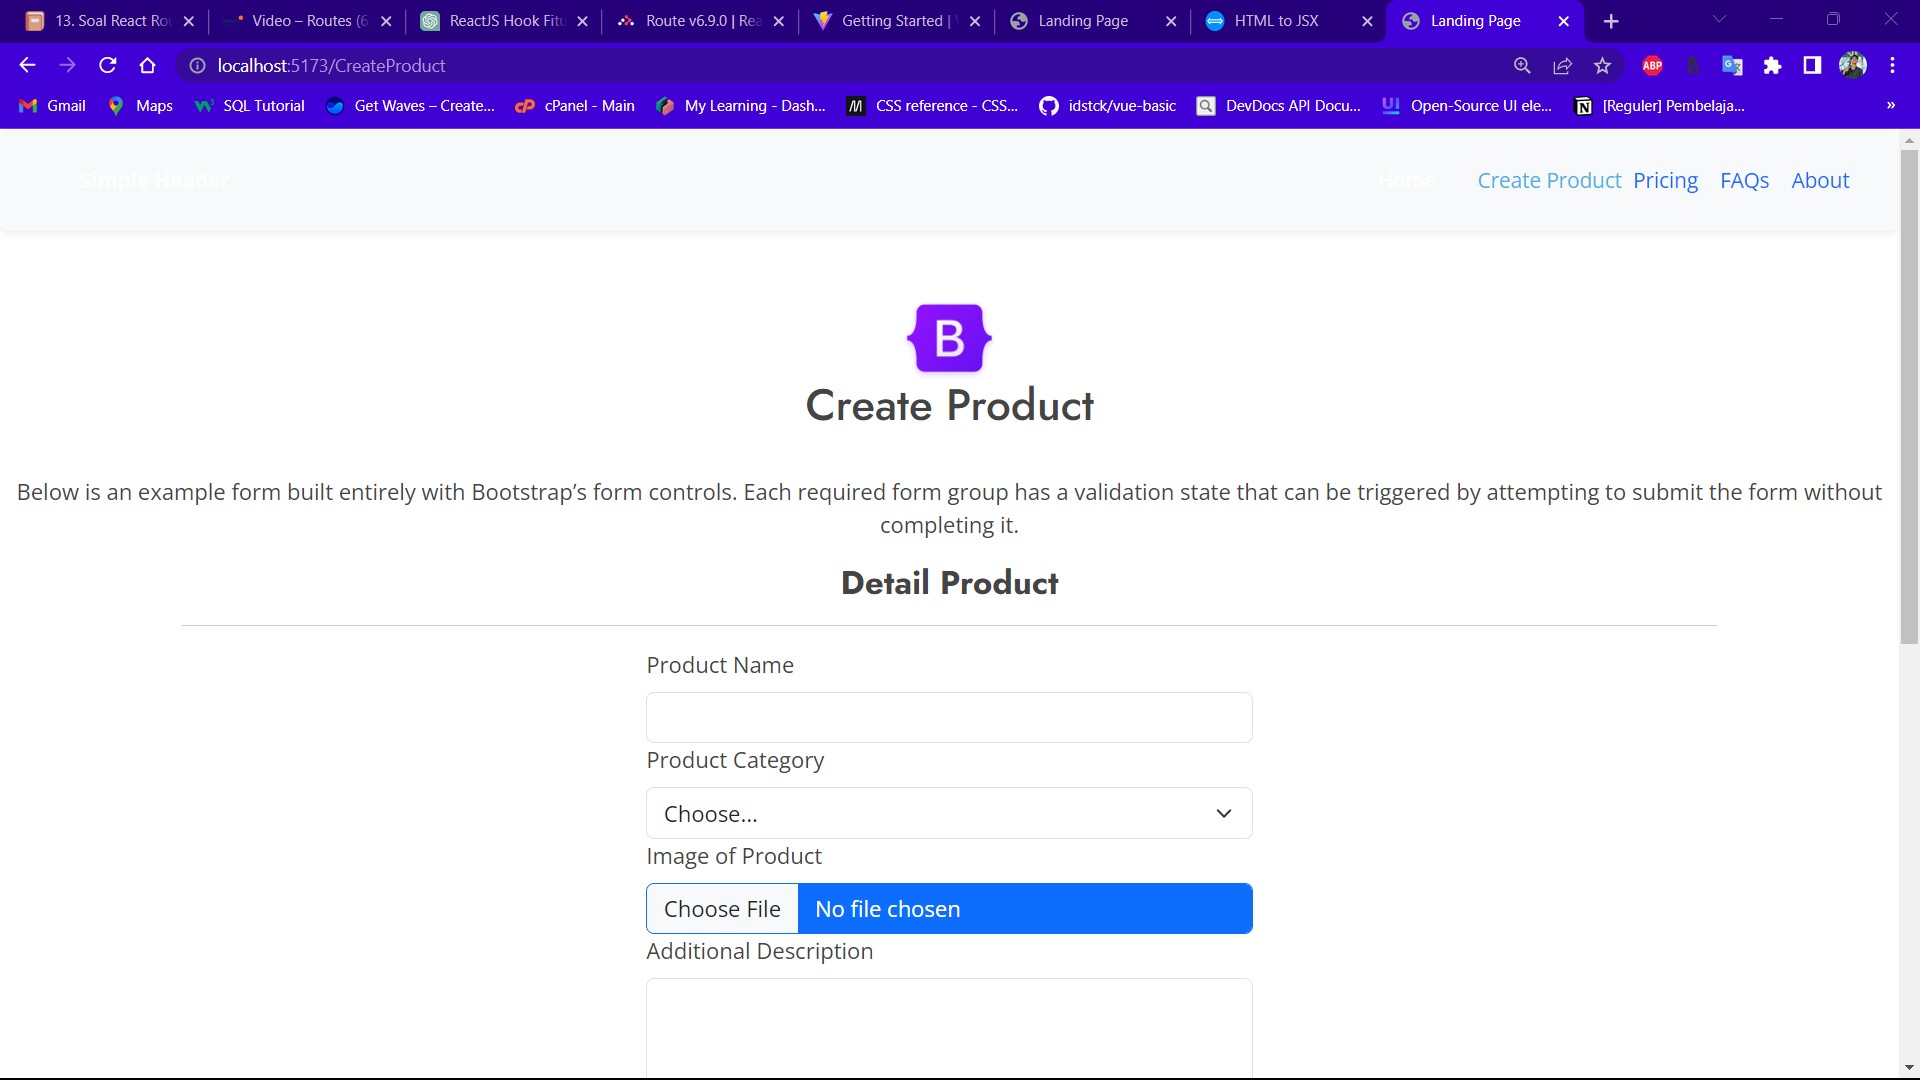 13. Soal React Ro
Video – Routes (6
ReactJS Hook Fitu
Route v6.9.0 | Rea
Getting Started |
Landing Page
HTML to JSX
Landing Page
localhost:5173/CreateProduct
ABP
Gmail
Maps
SQL Tutorial
Get Waves – Create...
cPanel - Main
My Learning - Dash...
CSS reference - CSS...
idstck/vue-basic
DevDocs API Docu...
Open-Source UI ele...
[Reguler] Pembelaja...
»
Simple Header
Home
Create Product
Pricing
FAQs
About
B
Create Product
Below is an example form built entirely with Bootstrap’s form controls. Each required form group has a validation state that can be triggered by attempting to submit the form without
completing it.
Detail Product
Product Name
Product Category
Choose...
Image of Product
Choose File No file chosen
Additional Description